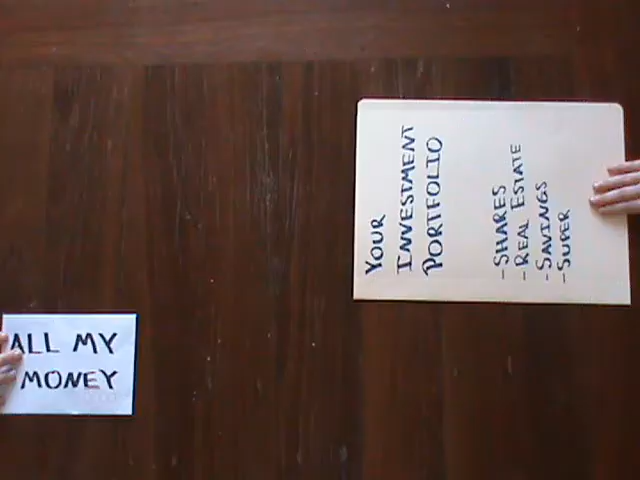 ALL MY
MONEY
YOUR
INVESTMENT
PORTFOLIO
- SHARES
- REAL ESTATE
- SAVINGS
- SUPER